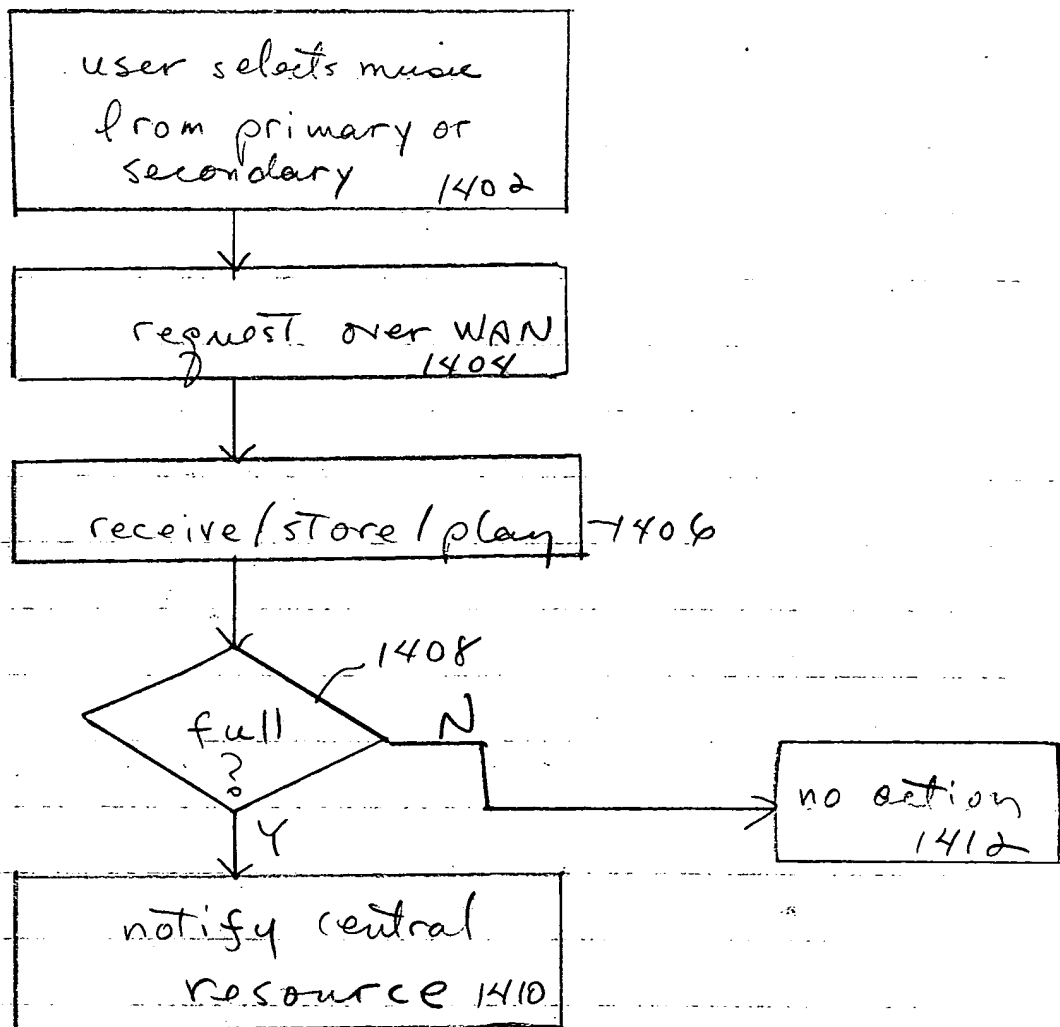 user selects music
from primary or
secondary 1402
request over WAN
1404
receive/store/play 1406
1408
full
?
N
Y
no action
1412
notify central
resource 1410